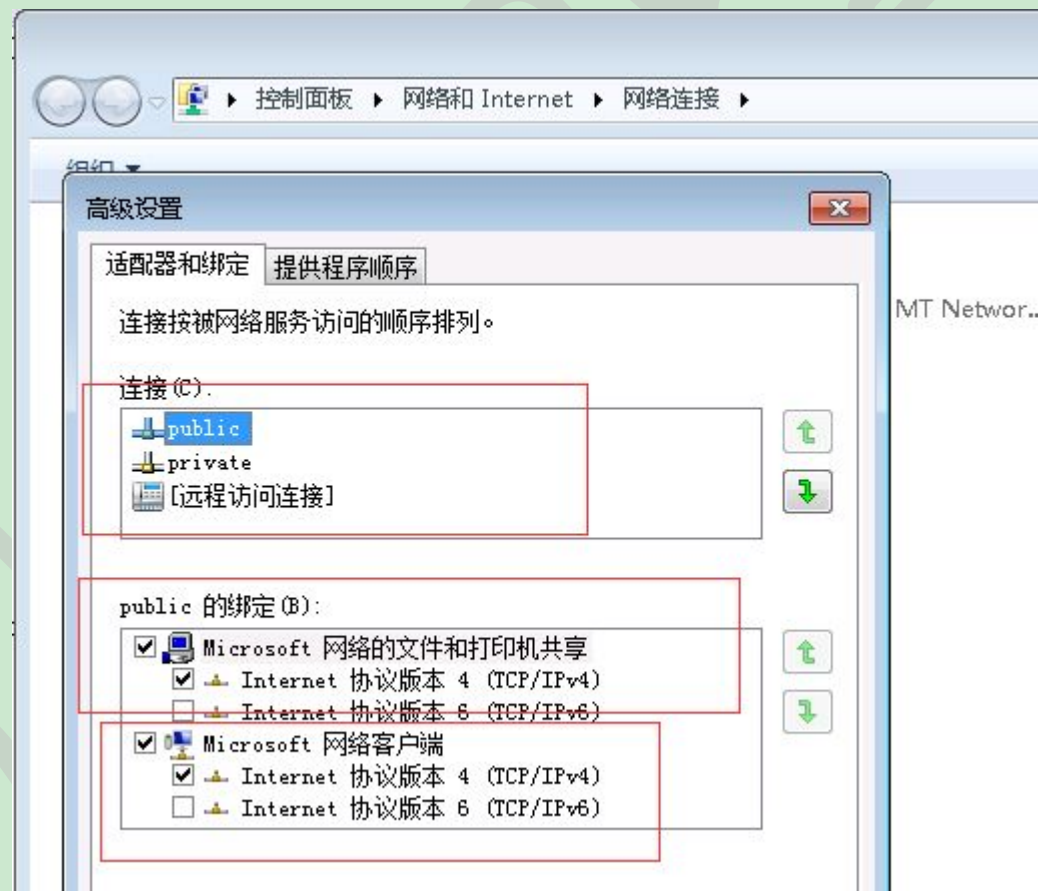 控制面板 ▶ 网络和 Internet ▶ 网络连接 ▶
组织
高级设置
适配器和绑定 提供程序顺序
连接按被网络服务访问的顺序排列。
MT Networ..
连接(C):
public
private
[远程访问连接]
public 的绑定(B):
Microsoft 网络的文件和打印机共享
Internet 协议版本 4 (TCP/IPv4)
Internet 协议版本 6 (TCP/IPv6)
Microsoft 网络客户端
Internet 协议版本 4 (TCP/IPv4)
Internet 协议版本 6 (TCP/IPv6)